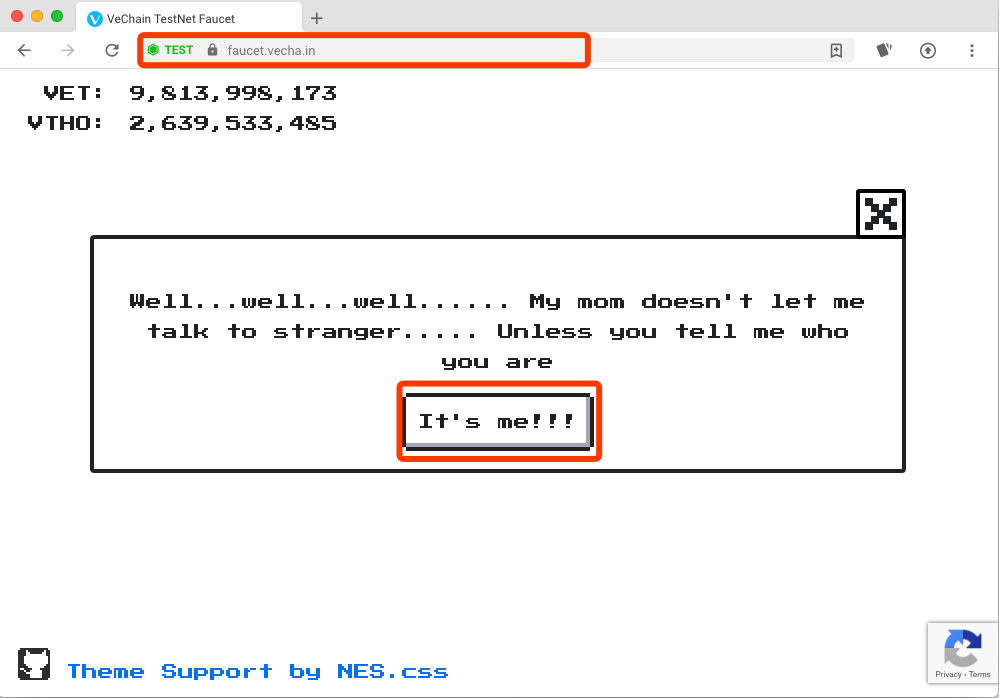 VeChain TestNet Faucet
TEST faucet.vecha.in
VET: 9,813,998,173
VTHO: 2,639,533,485
Well...well...well...... My mom doesn't let me
talk to stranger..... Unless you tell me who
you are
It's me!!!
Theme Support by NES.css
Privacy - Terms